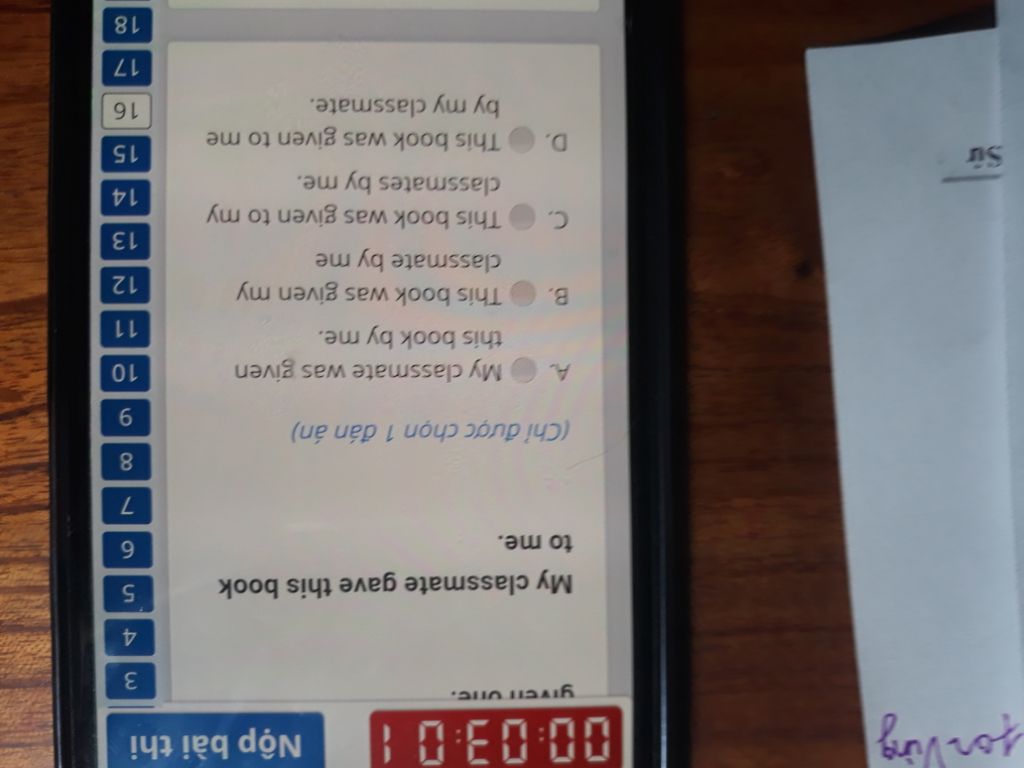 00:03:01
Nộp bài thi
given one.
My classmate gave this book
to me.
(Chỉ được chọn 1 đán án)
A. My classmate was given
this book by me.
B. This book was given my
classmate by me
C. This book was given to my
classmates by me.
D. This book was given to me
by my classmate.
3
4
5
6
7
8
9
10
11
12
13
14
15
16
17
18
Sử